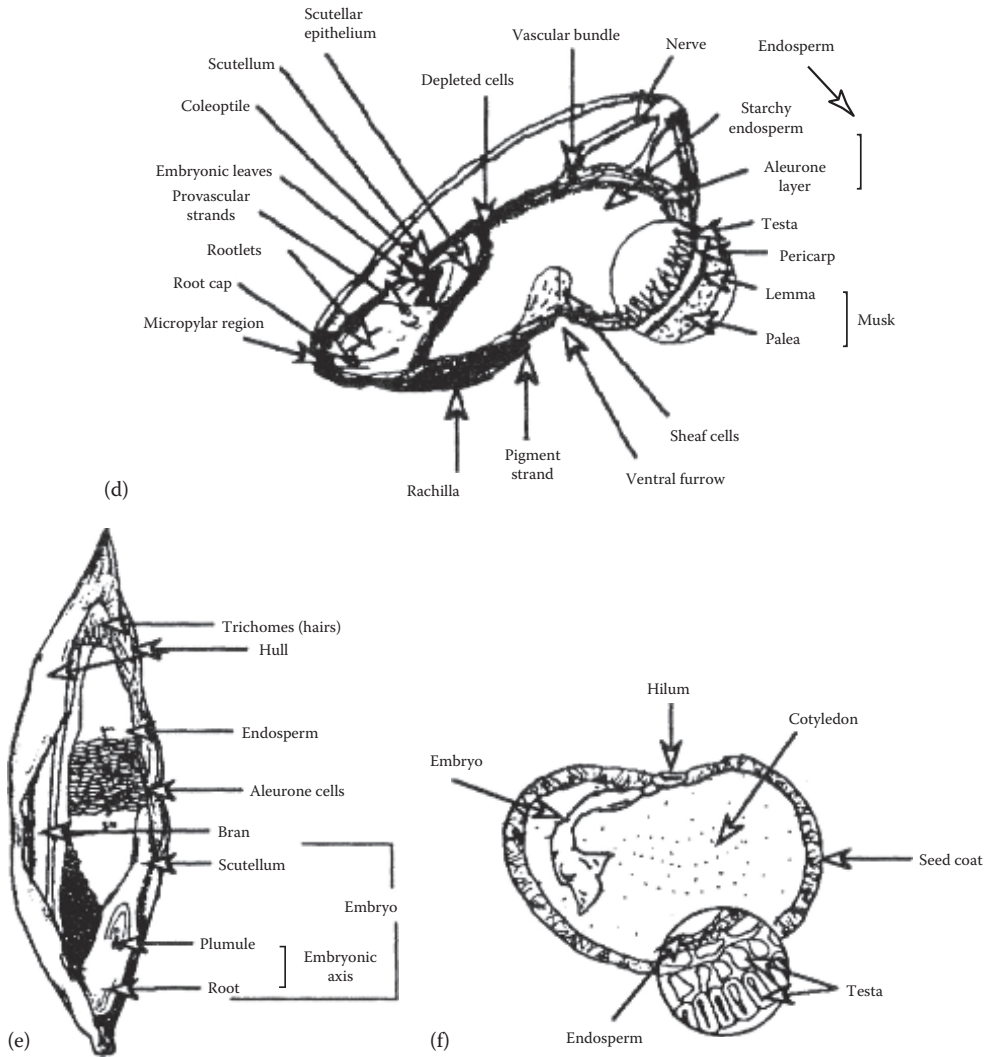 Scutellar
epithelium
Vascular bundle
Nerve
Endosperm
Scutellum
Depleted cells
Coleoptile
Starchy
endosperm
Embryonic leaves
Aleurone
layer
Provascular
strands
Testa
Rootlets
Pericarp
Root cap
Lemma
Micropylar region
Musk
Palea
Sheaf cells
Pigment
strand
Ventral furrow
Rachilla
(d)
Trichomes (hairs)
Hull
Endosperm
Aleurone cells
Bran
Scutellum
Embryo
Plumule
Embryonic
axis
Root
(e)
Hilum
Cotyledon
Embryo
Seed coat
Testa
Endosperm
(f)